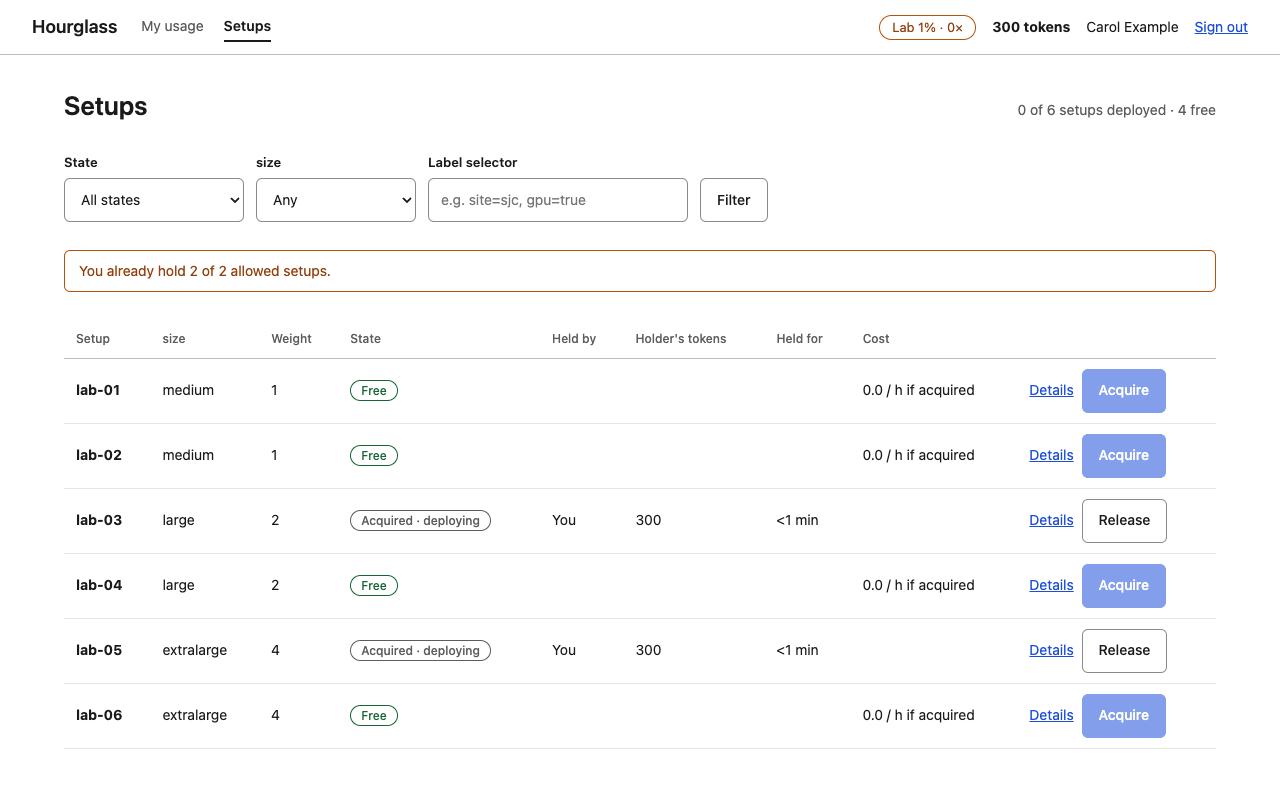 Hourglass My usage Setups Lab 1% · 0× 300 tokens Carol Example Sign out
Setups 0 of 6 setups deployed · 4 free
State size Label selector
All states Any e.g. site=sjc, gpu=true Filter
You already hold 2 of 2 allowed setups.
Setup size Weight State Held by Holder's tokens Held for Cost
lab-01 medium 1 Free 0.0 / h if acquired Details Acquire
lab-02 medium 1 Free 0.0 / h if acquired Details Acquire
lab-03 large 2 Acquired · deploying You 300 <1 min Details Release
lab-04 large 2 Free 0.0 / h if acquired Details Acquire
lab-05 extralarge 4 Acquired · deploying You 300 <1 min Details Release
lab-06 extralarge 4 Free 0.0 / h if acquired Details Acquire